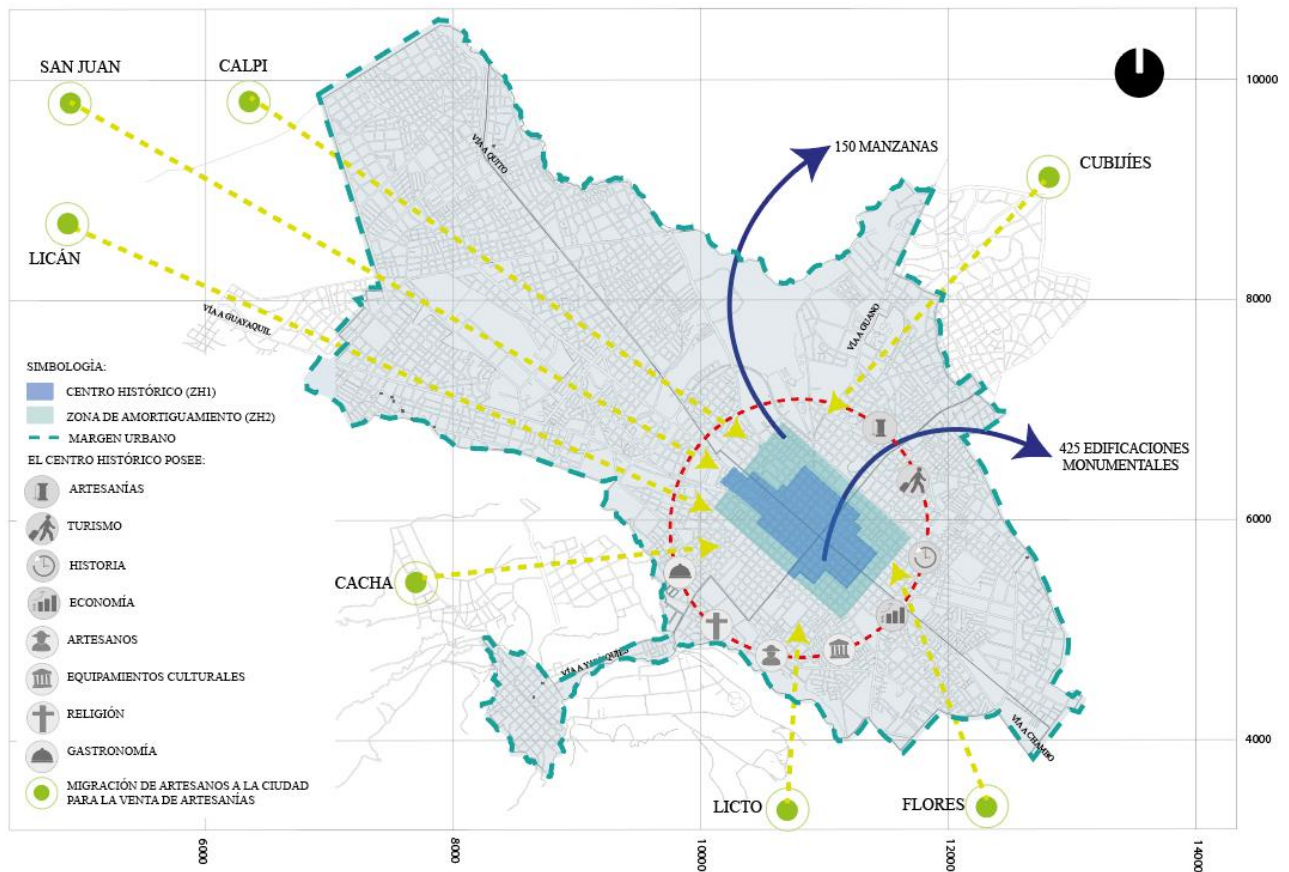 SAN JUAN
CALPI
10000
150 MANZANAS
VÍA A QUITO
CUBIJÍES
LICÁN
8000
VÍA A GUAYAQUIL
VÍA A GUANO
SIMBOLOGÌA:
CENTRO HISTÓRICO (ZH1)
ZONA DE AMORTIGUAMIENTO (ZH2)
MARGEN URBANO
EL CENTRO HISTÓRICO POSEE:
ARTESANÍAS
TURISMO
HISTORIA
ECONOMÍA
ARTESANOS
EQUIPAMIENTOS CULTURALES
RELIGIÓN
GASTRONOMÍA
MIGRACIÓN DE ARTESANOS A LA CIUDAD
PARA LA VENTA DE ARTESANÍAS
425 EDIFICACIONES
MONUMENTALES
6000
CACHA
VÍA A
VÍA A CHAMBO
4000
LICTO
FLORES
6000
8000
10000
12000
14000